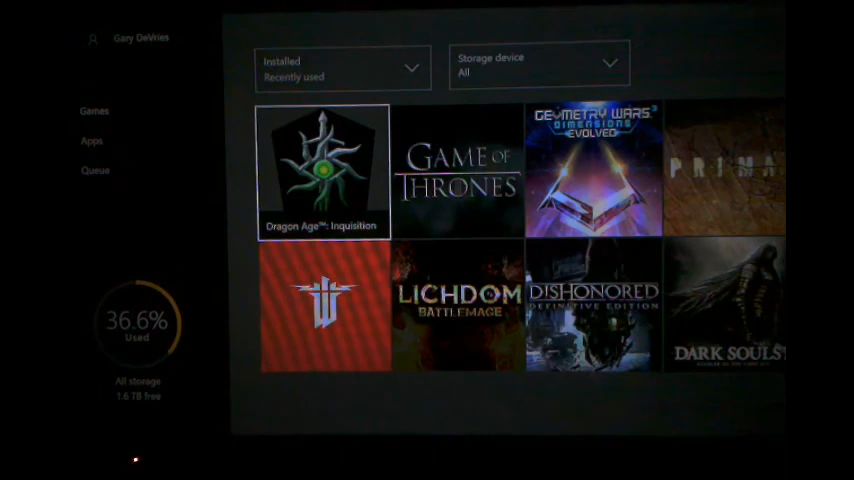 Gary DeVries
Games
Apps
Queue
36.6%
Used
All storage
1.6 TB free
Installed
Recently used
Storage device
All
Dragon Age™: Inquisition
GAME OF
THRONES
GEOMETRY WARS 3
DIMENSIONS
EVOLVED
PRIMA
LICHDOM
BATTLEMAGE
DISHONORED
DEFINITIVE EDITION
DARK SOULS